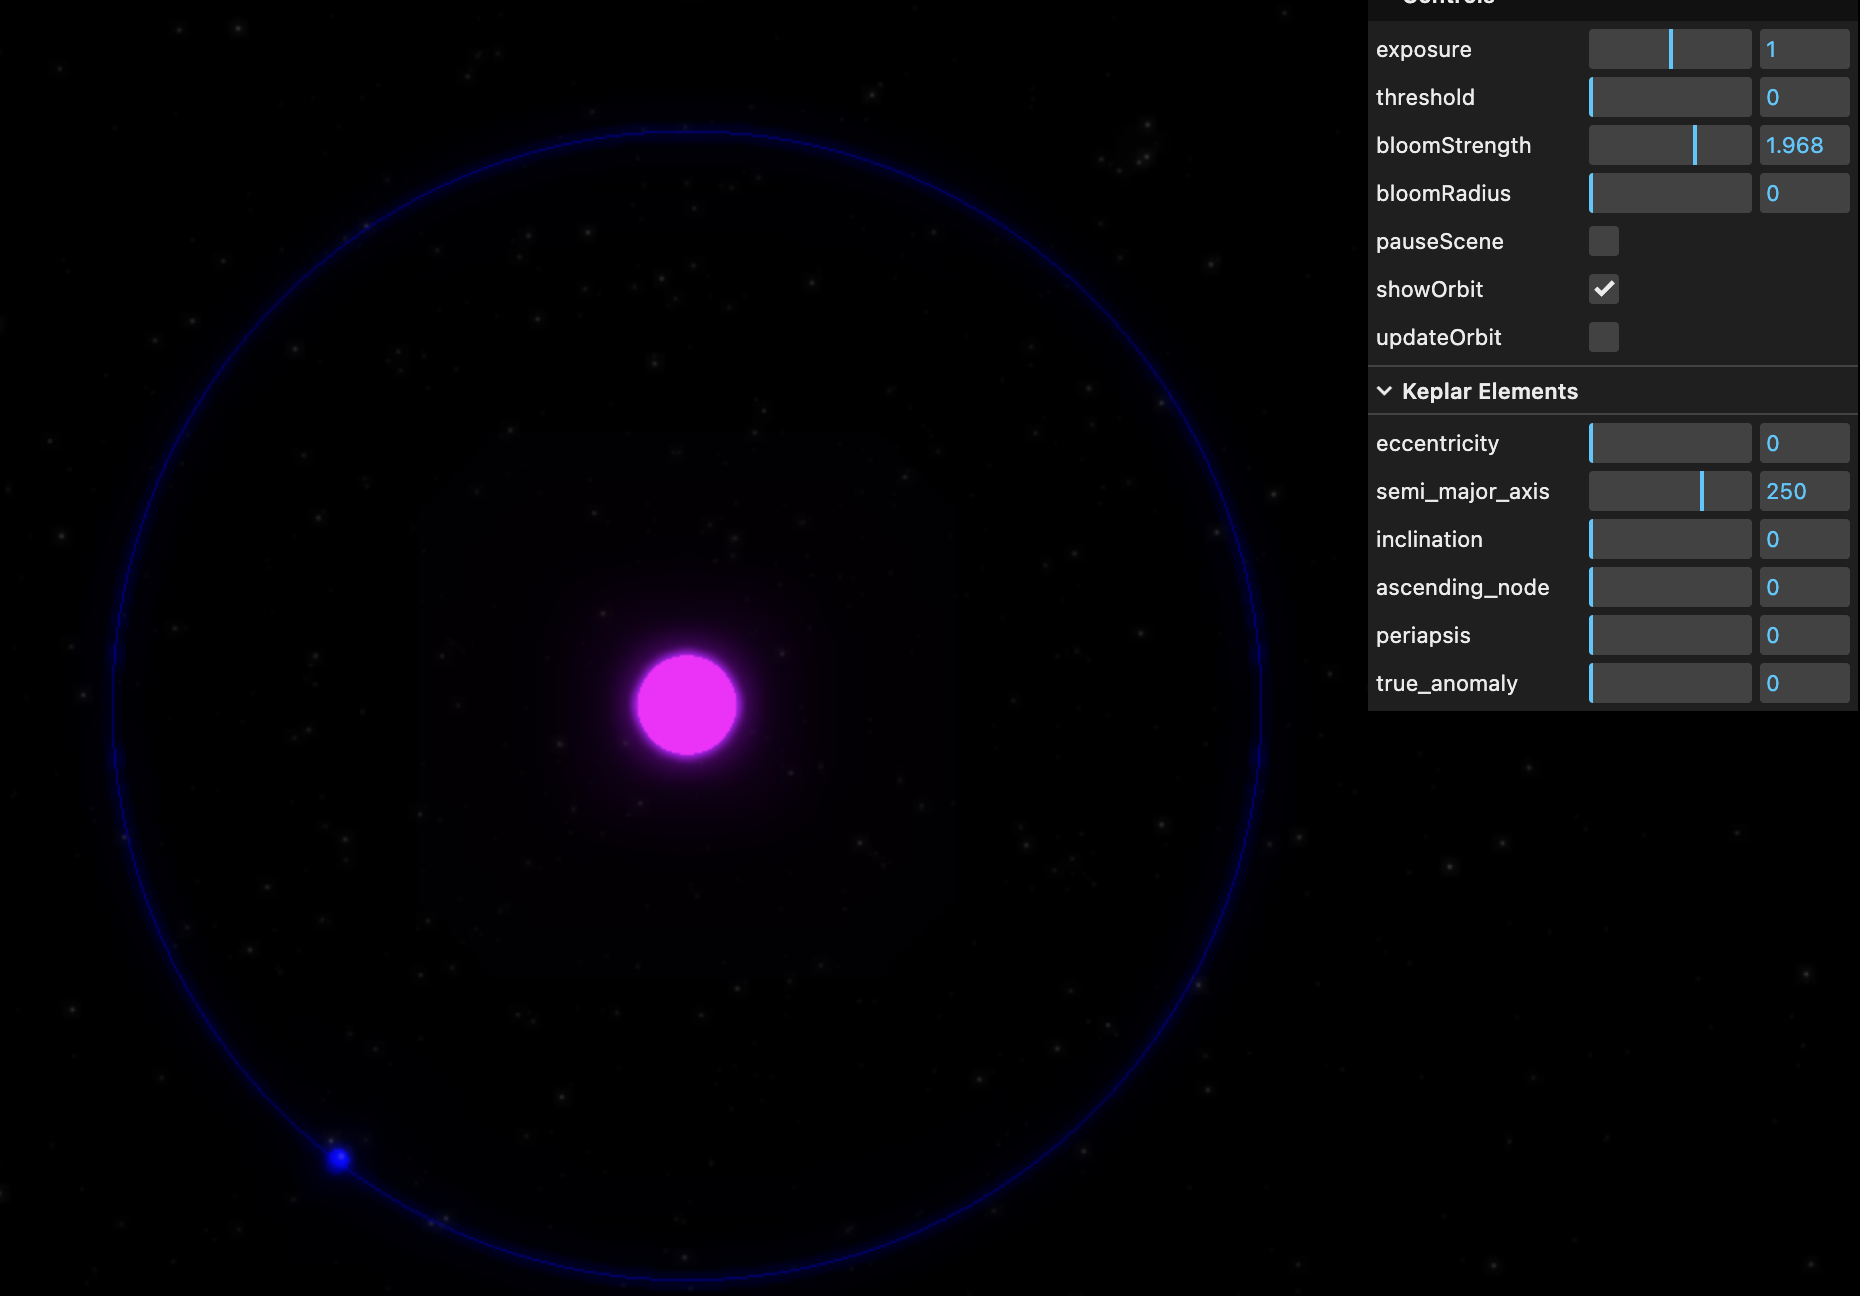 Controls
exposure 1
threshold 0
bloomStrength 1.968
bloomRadius 0
pauseScene
showOrbit
updateOrbit
Keplar Elements
eccentricity 0
semi_major_axis 250
inclination 0
ascending_node 0
periapsis 0
true_anomaly 0